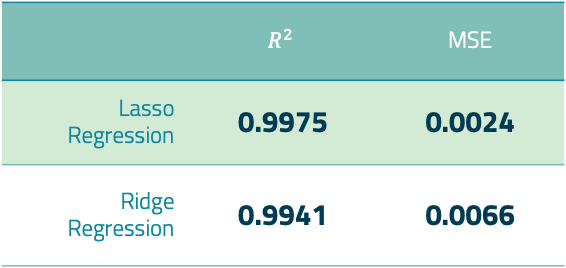 R² MSE
Lasso
Regression
0.9975 0.0024
Ridge
Regression
0.9941 0.0066